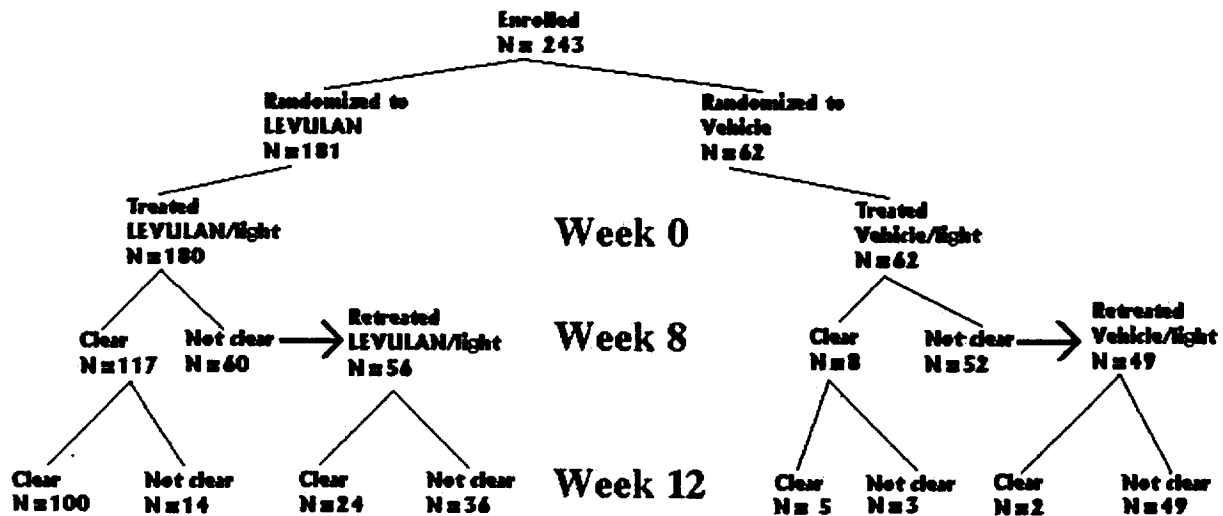 Enrolled
N = 243
Randomized to
LEVULAN
N = 181
Randomized to
Vehicle
N = 62
Treated
LEVULAN/light
N = 180
Week 0
Treated
Vehicle/light
N = 62
Clear
N = 117
Not clear
N = 60
Retreated
LEVULAN/light
N = 56
Week 8
Clear
N = 8
Not clear
N = 52
Retreated
Vehicle/light
N = 49
Clear
N = 100
Not clear
N = 14
Clear
N = 24
Not clear
N = 36
Week 12
Clear
N = 5
Not clear
N = 3
Clear
N = 2
Not clear
N = 49